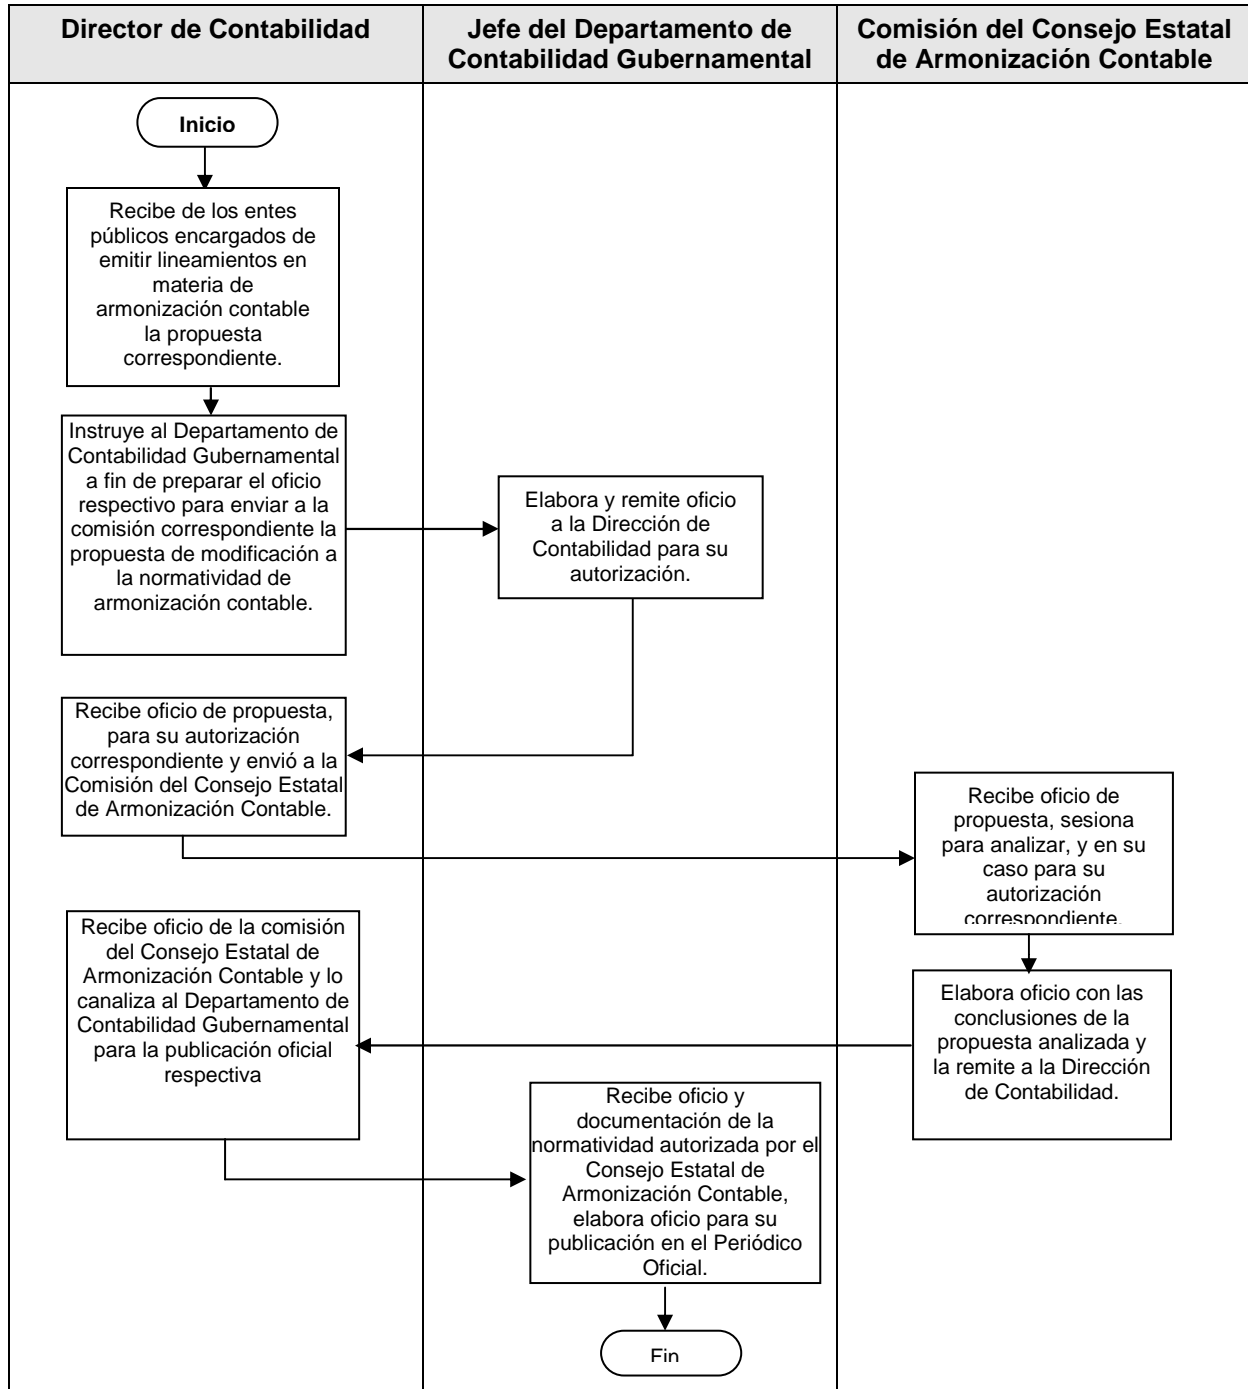 Director de Contabilidad
Jefe del Departamento de
Contabilidad Gubernamental
Comisión del Consejo Estatal
de Armonización Contable
Inicio
Recibe de los entes
públicos encargados de
emitir lineamientos en
materia de
armonización contable
la propuesta
correspondiente.
Instruye al Departamento de
Contabilidad Gubernamental
a fin de preparar el oficio
respectivo para enviar a la
comisión correspondiente la
propuesta de modificación a
la normatividad de
armonización contable.
Elabora y remite oficio
a la Dirección de
Contabilidad para su
autorización.
Recibe oficio de propuesta,
para su autorización
correspondiente y envió a la
Comisión del Consejo Estatal
de Armonización Contable.
Recibe oficio de
propuesta, sesiona
para analizar, y en su
caso para su
autorización
correspondiente.
Elabora oficio con las
conclusiones de la
propuesta analizada y
la remite a la Dirección
de Contabilidad.
Recibe oficio de la comisión
del Consejo Estatal de
Armonización Contable y lo
canaliza al Departamento de
Contabilidad Gubernamental
para la publicación oficial
respectiva
Recibe oficio y
documentación de la
normatividad autorizada por el
Consejo Estatal de
Armonización Contable,
elabora oficio para su
publicación en el Periódico
Oficial.
Fin